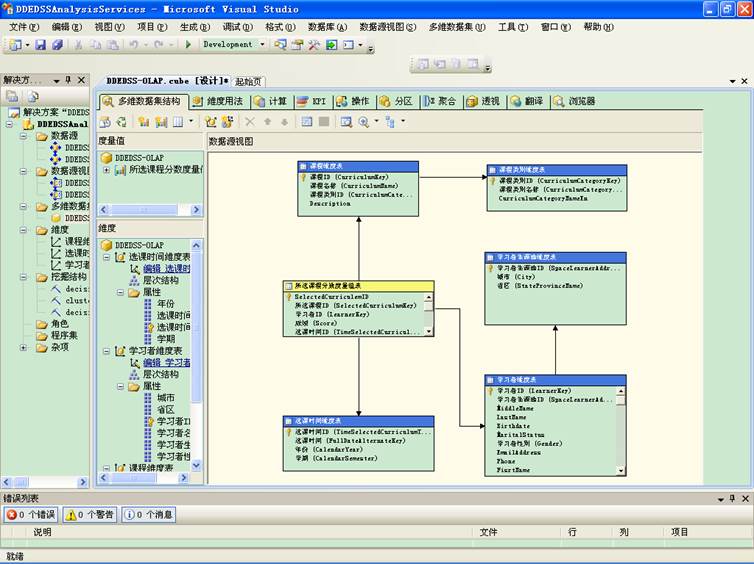 DDEDSSAnalysisServices - Microsoft Visual Studio
文件(F) 编辑(E) 视图(V) 项目(P) 生成(B) 调试(D) 格式(O) 数据库(A) 数据源视图(S) 多维数据集(U) 工具(T) 窗口(W) 帮助(H)
Development
解决方... DDEDSS-OLAP.cube [设计]* 起始页
多维数据集结构 维度用法 计算 KPI 操作 分区 聚合 透视 翻译 浏览器
解决方案 "DDEDS
DDEDSSAnal
数据源
DDEDS
DDEDS
数据源视图
DDEDS
DDEDS
多维数据集
DDEDS
维度
课程维
选课时
学习者
挖掘结构
decis
clust
decis
角色
程序集
杂项
度量值
DDEDSS-OLAP
所选课程分数度量值
维度
DDEDSS-OLAP
选课时间维度表
编辑 选课时
层次结构
属性
年份
选课时间
选课时间
学期
学习者维度表
编辑 学习者
层次结构
属性
城市
省区
学习者ID
学习者名
学习者生
学习者性
课程维度表
数据源视图
课程维度表
课程ID (CurriculumKey)
课程名称 (CurriculumName)
课程类别ID (CurriculumCate...
Description
课程类别维度表
课程类别ID (CurriculumCategoryKey)
课程类别名称 (CurriculumCategory...
CurriculumCategoryNameEn
所选课程分数度量组表
SelectedCurriculumID
所选课程ID (SelectedCurriculumKey)
学习者ID (LearnerKey)
成绩 (Score)
选课时间ID (TimeSelectedCurricul...
学习者住源地维度表
学习者住源地ID (SpaceLearnerAddr...
城市 (City)
省区 (StateProvinceName)
选课时间维度表
选课时间ID (TimeSelectedCurriculumT...
选课时间 (FullDateAlternateKey)
年份 (CalendarYear)
学期 (CalendarSemester)
学习者维度表
学习者ID (LearnerKey)
学习者住源地ID (SpaceLearnerAd...
MiddleName
LastName
Birthdate
MaritalStatus
学习者性别 (Gender)
EmailAddress
Phone
FirstName
错误列表
0 个错误 0 个警告 0 个消息
说明 文件 行 列 项目
就绪